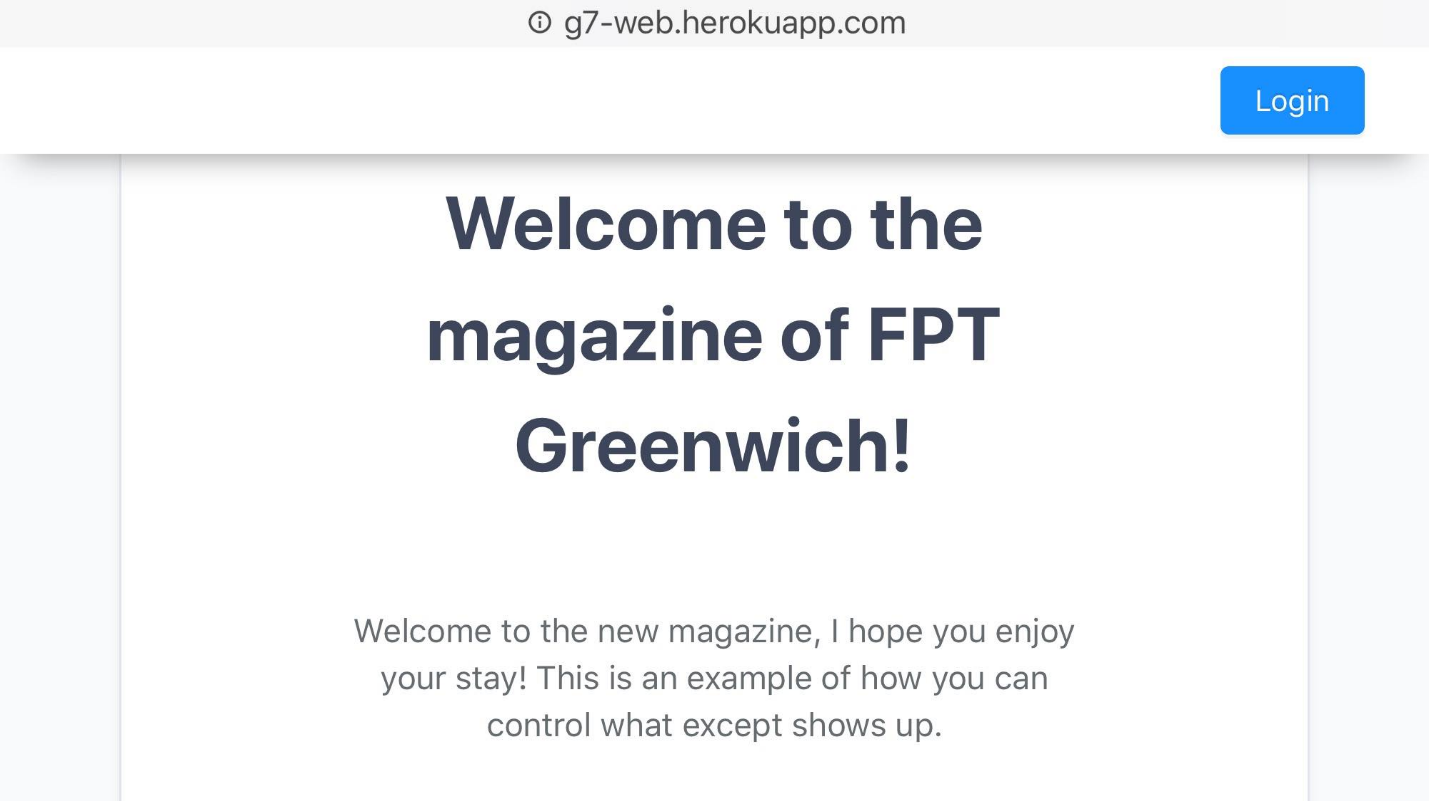 g7-web.herokuapp.com
Login
Welcome to the
magazine of FPT
Greenwich!
Welcome to the new magazine, I hope you enjoy
your stay! This is an example of how you can
control what except shows up.